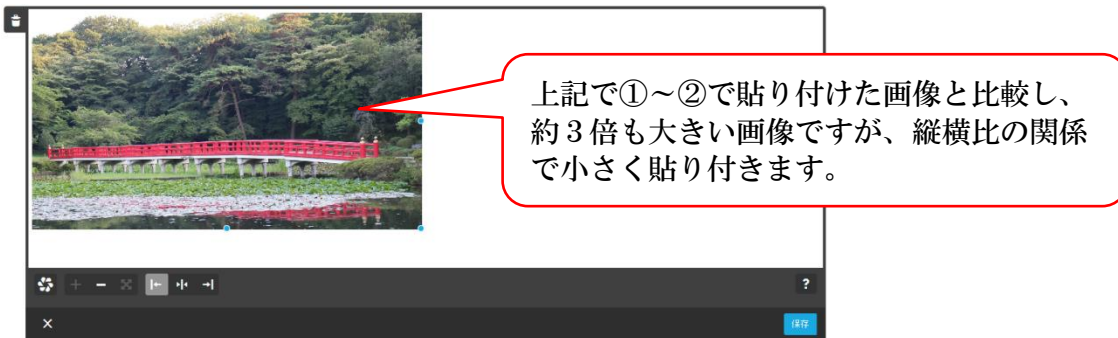 上記で①～②で貼り付けた画像と比較し、
約３倍も大きい画像ですが、縦横比の関係
で小さく貼り付きます。
?
保存